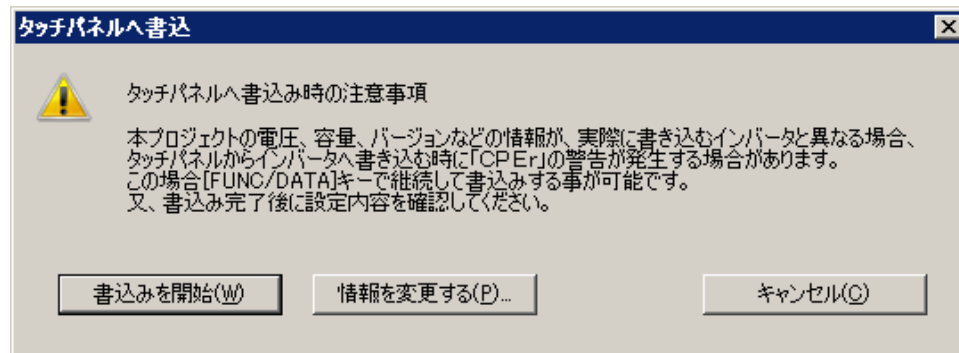 タッチパネルへ書込
タッチパネルへ書込み時の注意事項
本プロジェクトの電圧、容量、バージョンなどの情報が、実際に書き込むインバータと異なる場合、
タッチパネルからインバータへ書き込む時に「CPEr」の警告が発生する場合があります。
この場合[FUNC/DATA]キーで継続して書込みする事が可能です。
又、書込み完了後に設定内容を確認してください。
書込みを開始(W) 情報を変更する(P)... キャンセル(C)